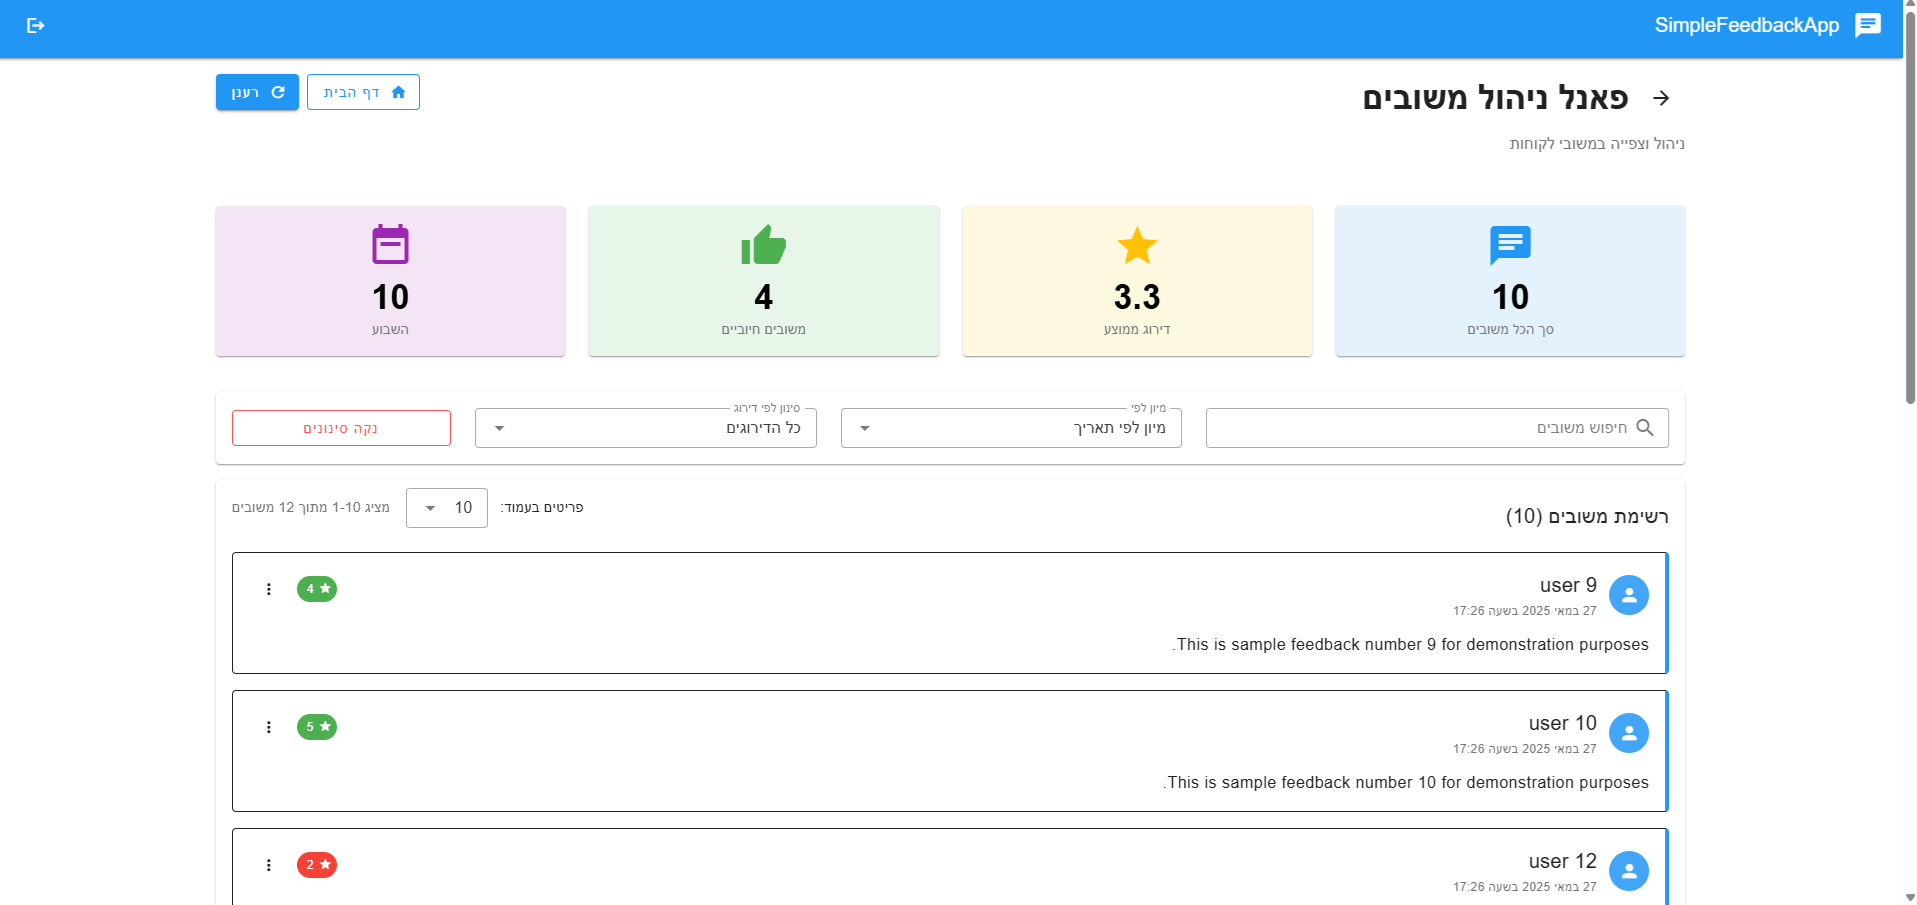 SimpleFeedbackApp
פאנל ניהול משובים
דף הבית
רענן
ניהול וצפייה במשובי לקוחות
10
סך הכל משובים
3.3
דירוג ממוצע
4
משובים חיוביים
10
השבוע
חיפוש משובים
מיון לפי
מיון לפי תאריך
סינון לפי דירוג
כל הדירוגים
נקה סינונים
רשימת משובים (10)
פריטים בעמוד:
10
מציג 1-10 מתוך 12 משובים
user 9
27 במאי 2025 בשעה 17:26
4
.This is sample feedback number 9 for demonstration purposes
user 10
27 במאי 2025 בשעה 17:26
5
.This is sample feedback number 10 for demonstration purposes
user 12
27 במאי 2025 בשעה 17:26
2